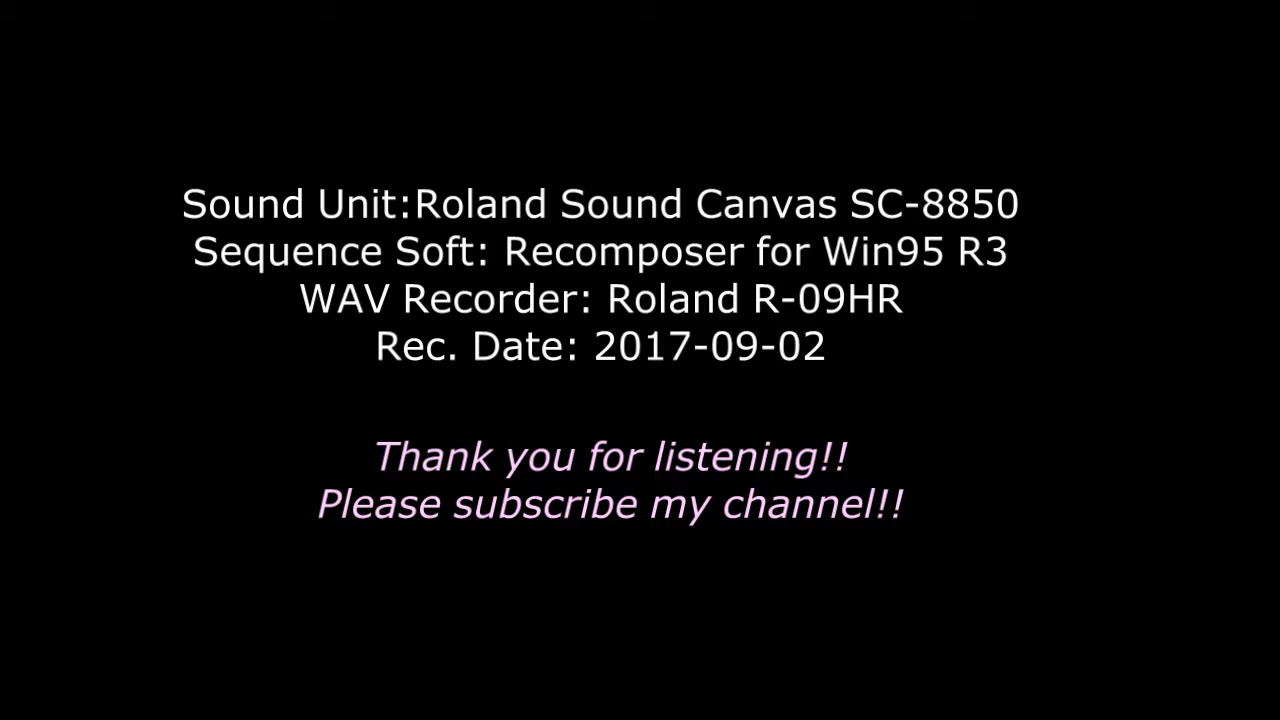 Sound Unit:Roland Sound Canvas SC-8850
Sequence Soft: Recomposer for Win95 R3
WAV Recorder: Roland R-09HR
Rec. Date: 2017-09-02
Thank you for listening!!
Please subscribe my channel!!